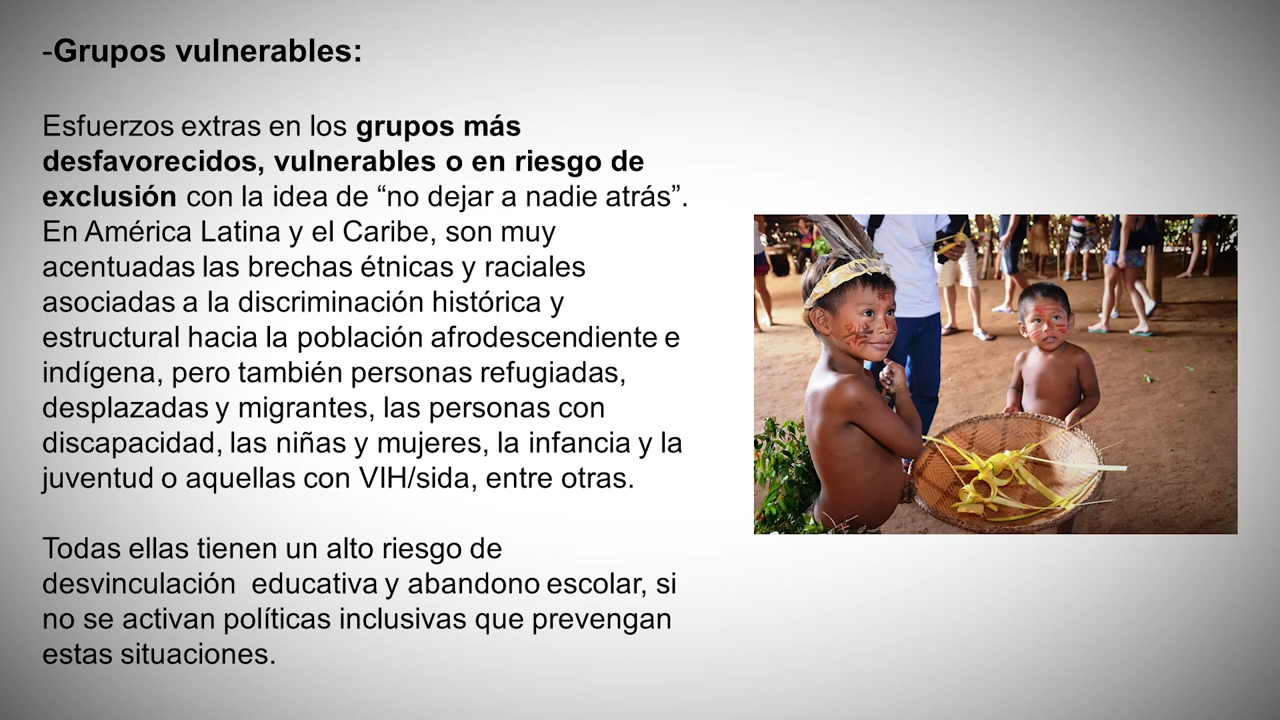 -Grupos vulnerables:
Esfuerzos extras en los grupos más
desfavorecidos, vulnerables o en riesgo de
exclusión con la idea de “no dejar a nadie atrás”.
En América Latina y el Caribe, son muy
acentuadas las brechas étnicas y raciales
asociadas a la discriminación histórica y
estructural hacia la población afrodescendiente e
indígena, pero también personas refugiadas,
desplazadas y migrantes, las personas con
discapacidad, las niñas y mujeres, la infancia y la
juventud o aquellas con VIH/sida, entre otras.
Todas ellas tienen un alto riesgo de
desvinculación  educativa y abandono escolar, si
no se activan políticas inclusivas que prevengan
estas situaciones.